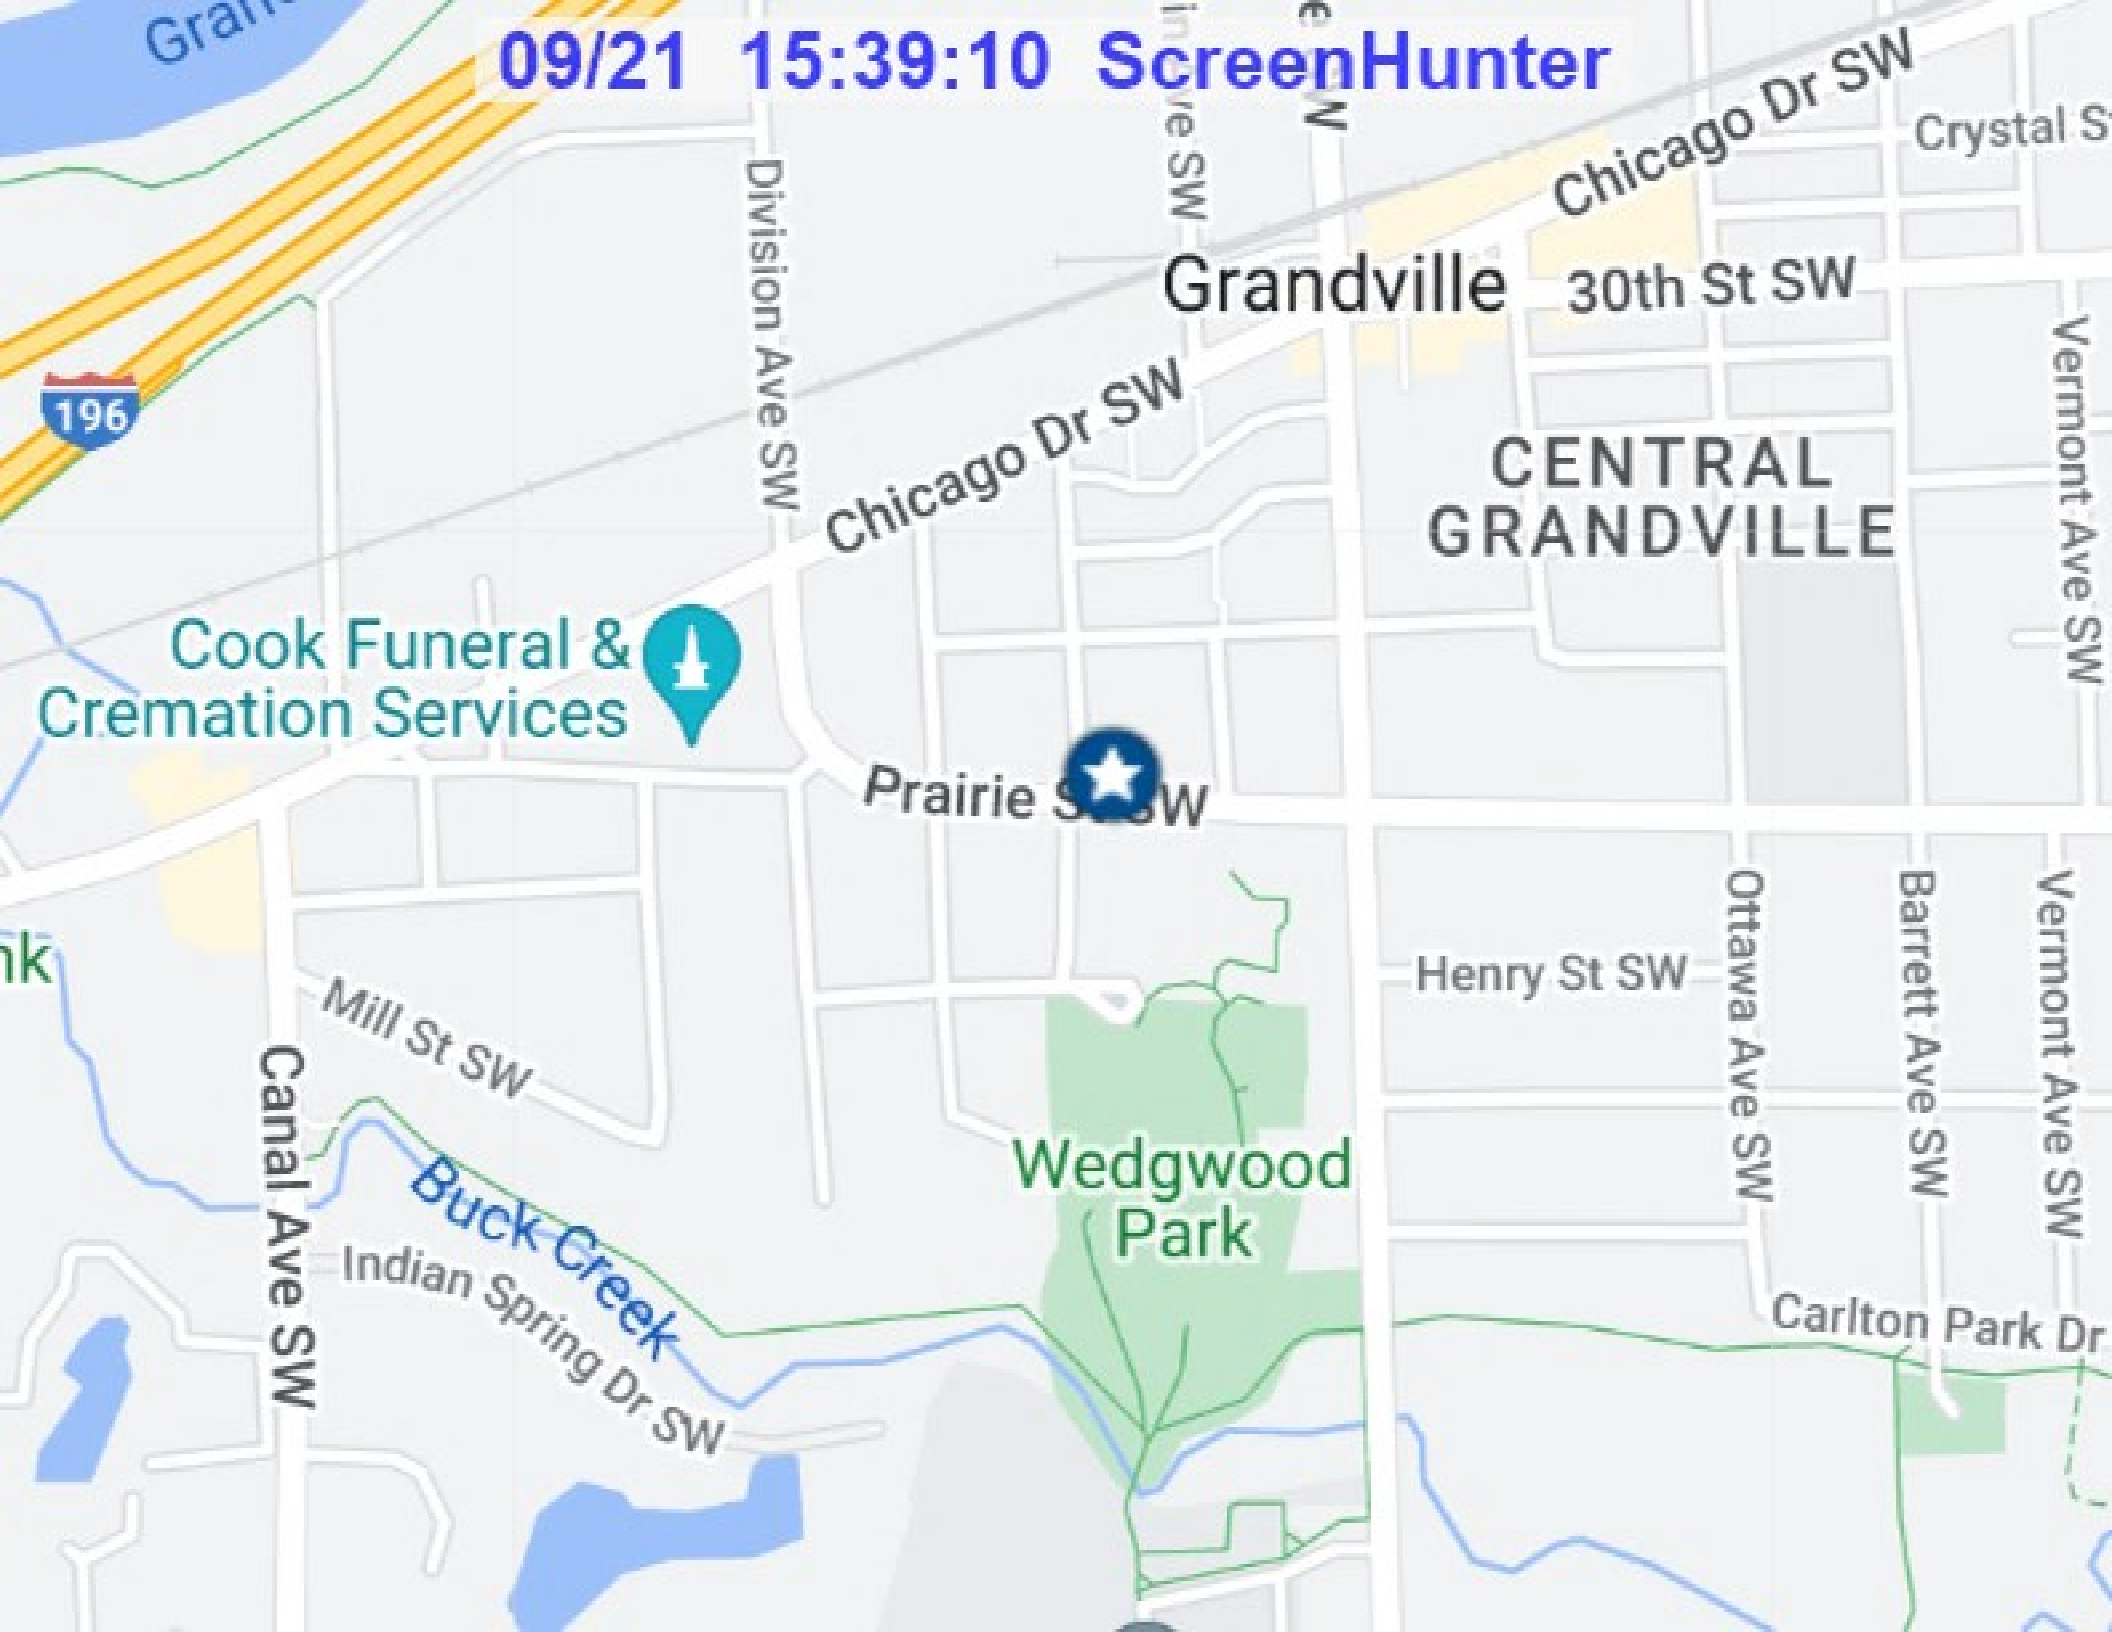 09/21 15:39:10 ScreenHunter
Chicago Dr SW
Crystal
Division Ave SW
Grandville
30th St SW
196
Chicago Dr SW
Vermont Ave SW
CENTRAL
GRANDVILLE
Cook Funeral &
Cremation Services
Prairie St SW
Ottawa Ave SW
Barrett Ave SW
Vermont Ave SW
Henry St SW
Mill St SW
Canal Ave SW
Wedgwood
Park
Buck Creek
Indian Spring Dr SW
Carlton Park Dr